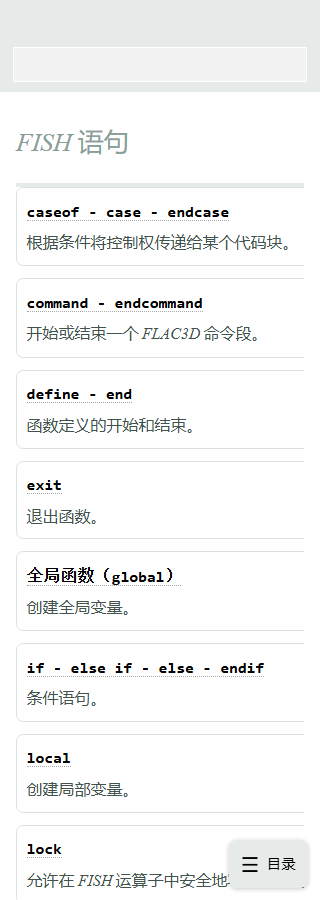 FISH 语句
caseof - case - endcase
根据条件将控制权传递给某个代码块。
command - endcommand
开始或结束一个 FLAC3D 命令段。
define - end
函数定义的开始和结束。
exit
退出函数。
全局函数（global）
创建全局变量。
if - else if - else - endif
条件语句。
local
创建局部变量。
lock
允许在 FISH 运算子中安全地
目录